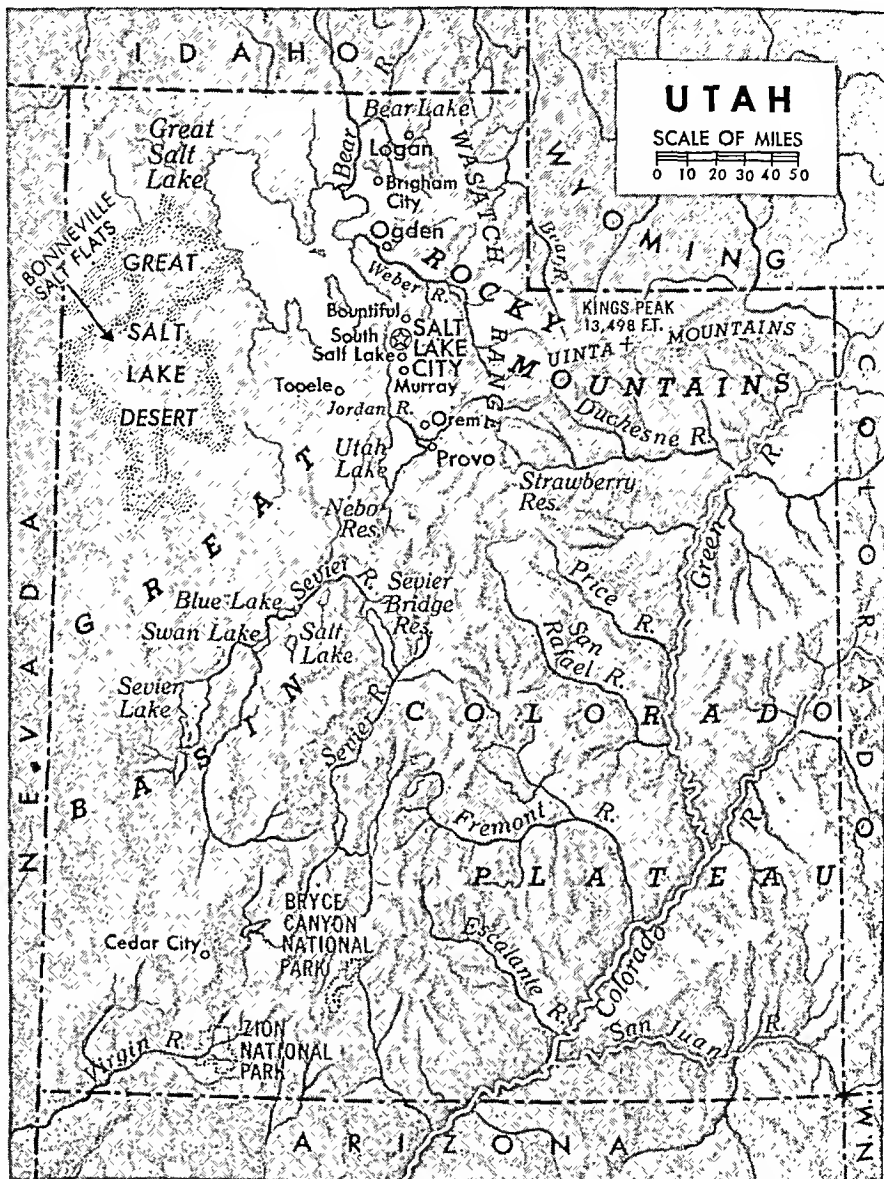 IDAHO
UTAH
SCALE OF MILES
0 10 20 30 40 50
WYOMING
Bear R.
Bear Lake
Logan
WASATCH RANGE
Brigham
City
Great
Salt
Lake
Ogden
Weber R.
Bear R.
BONNEVILLE
SALT FLATS
GREAT
SALT
LAKE
DESERT
ROCKY MOUNTAINS
KINGS PEAK
13,498 FT.
UINTA MOUNTAINS
Bountiful
South
Salt Lake
SALT
LAKE
CITY
Murray
Tooele
Jordan R.
Orem
Provo
Utah
Lake
Duchesne R.
Strawberry
Res.
Green R.
COLORADO
NEVADA
GREAT BASIN
Nebo
Res.
Sevier R.
Sevier
Bridge
Res.
Blue Lake
Swan Lake
Salt
Lake
Sevier
Lake
Sevier R.
Price R.
San
Rafael R.
COLORADO
PLATEAU
Fremont R.
Colorado R.
BRYCE
CANYON
NATIONAL
PARK
Cedar City
Escalante R.
San Juan R.
ZION
NATIONAL
PARK
Virgin R.
ARIZONA
WN